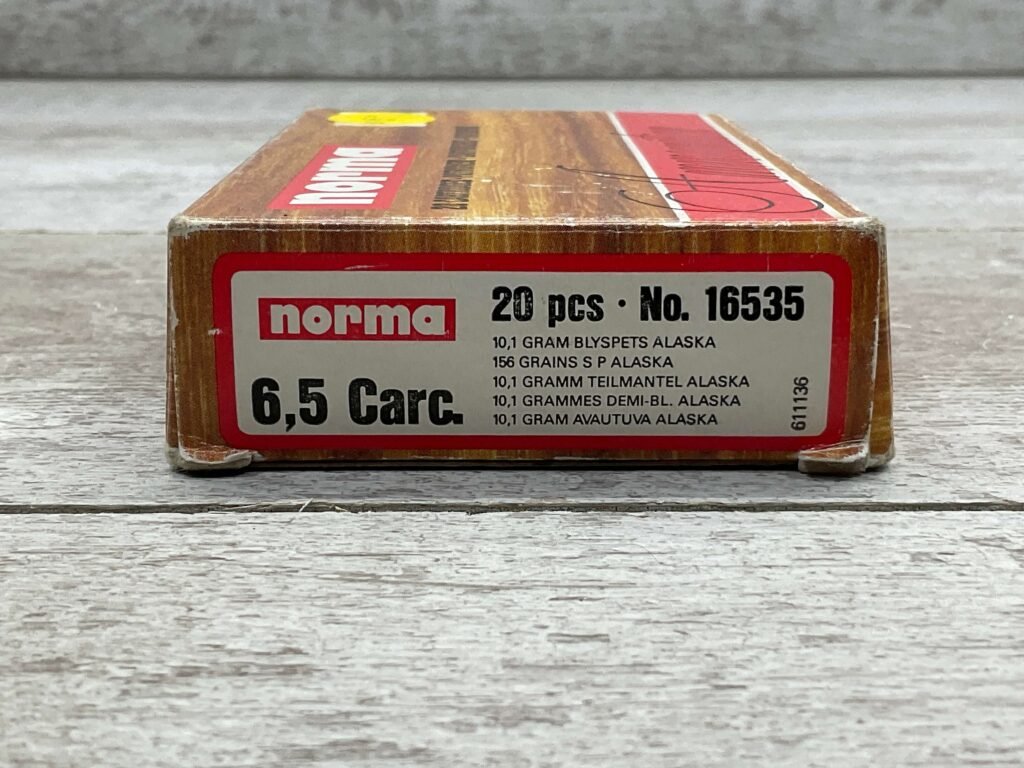 norma
norma
6,5 Carc.
20 pcs · No. 16535
10,1 GRAM BLYSPETS ALASKA
156 GRAINS S P ALASKA
10,1 GRAMM TEILMANTEL ALASKA
10,1 GRAMMES DEMI-BL. ALASKA
10,1 GRAM AVAUTUVA ALASKA
611136